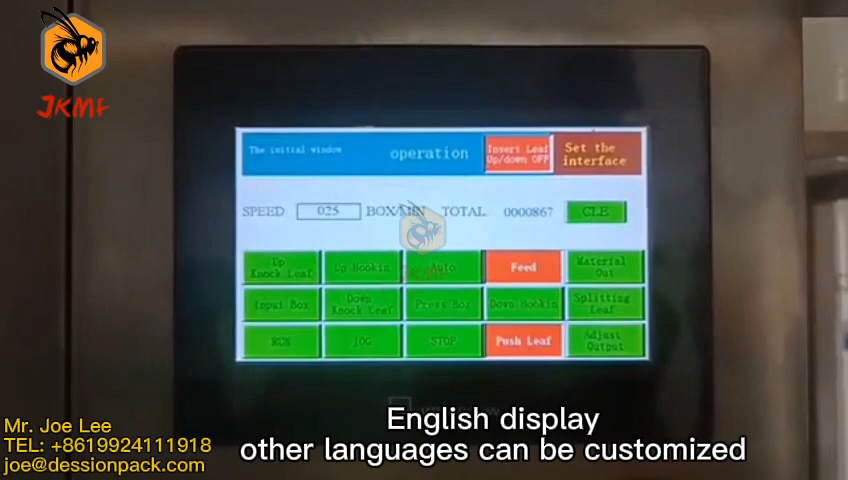 JKMF
The initial window
operation
Insert Leaf
Up/down OFF
Set the
interface
SPEED 025 BOX/MIN TOTAL 0000867 CLE
Up
Knock Leaf
Up Hookin
Auto
Feed
Material
Out
Input Box
Down
Knock Leaf
Press Box
Down Hookin
Splitting
Leaf
RUN
JOG
STOP
Push Leaf
Adjust
Output
JKMF
English display
other languages can be customized
Mr. Joe Lee
TEL: +8619924111918
joe@dessionpack.com